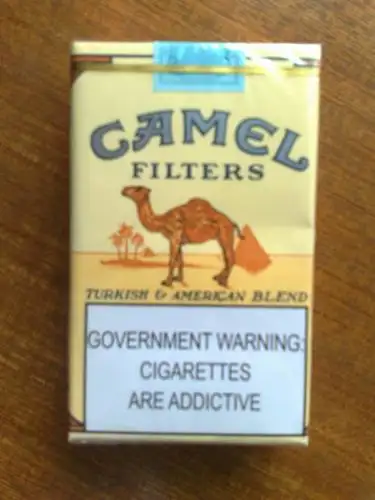 CAMEL
FILTERS
TURKISH & AMERICAN BLEND
GOVERNMENT WARNING:
CIGARETTES
ARE ADDICTIVE